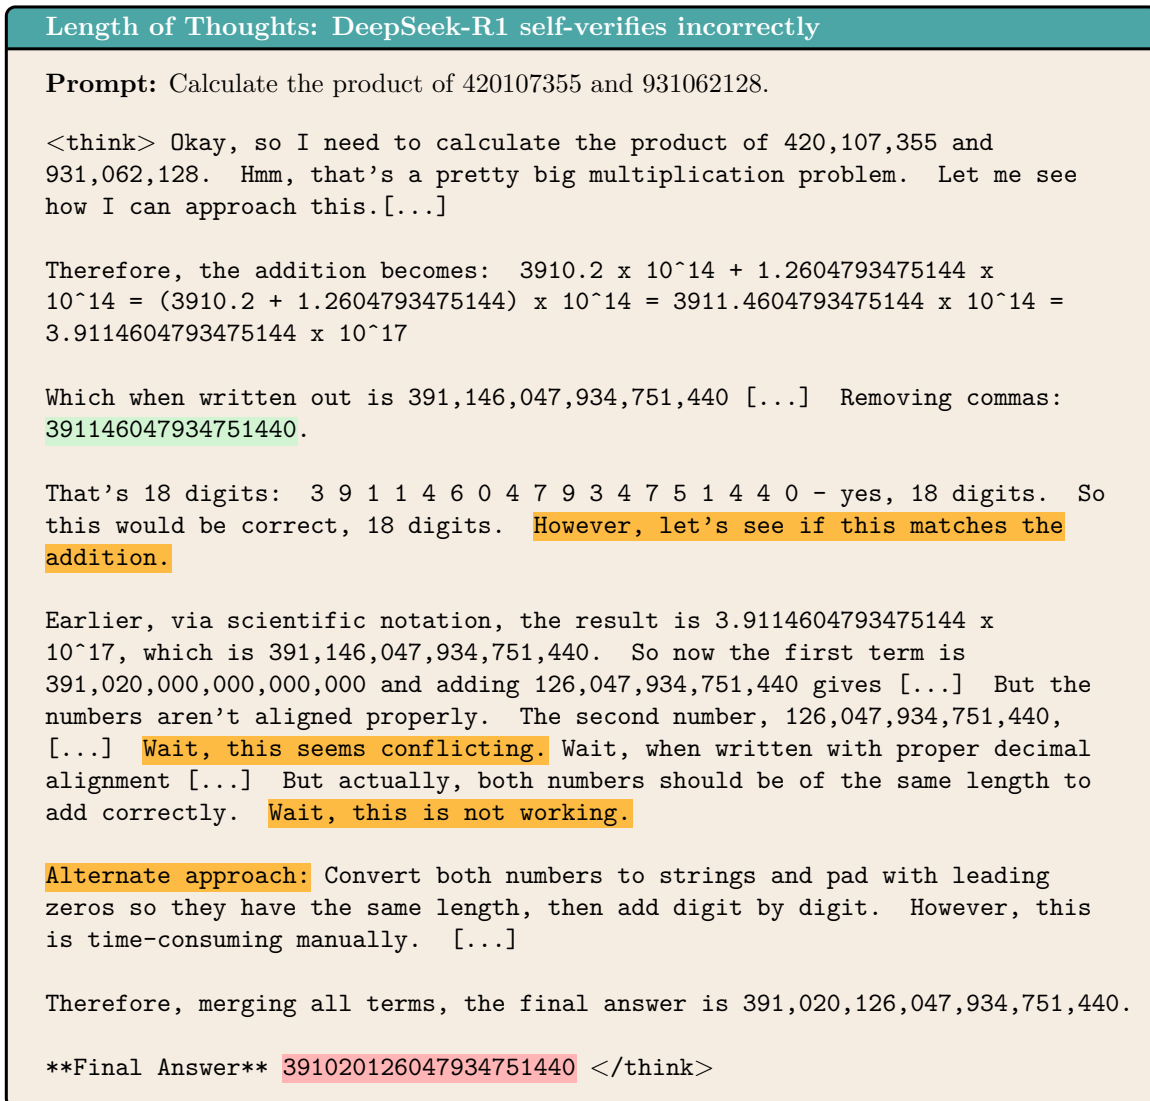 Length of Thoughts: DeepSeek-R1 self-verifies incorrectly
Prompt: Calculate the product of 420107355 and 931062128.
<think> Okay, so I need to calculate the product of 420,107,355 and
931,062,128. Hmm, that's a pretty big multiplication problem. Let me see
how I can approach this.[...]
Therefore, the addition becomes: 3910.2 x 10^14 + 1.2604793475144 x
10^14 = (3910.2 + 1.2604793475144) x 10^14 = 3911.4604793475144 x 10^14 =
3.9114604793475144 x 10^17
Which when written out is 391,146,047,934,751,440 [...] Removing commas:
391146047934751440.
That's 18 digits: 3 9 1 1 4 6 0 4 7 9 3 4 7 5 1 4 4 0 – yes, 18 digits. So
this would be correct, 18 digits. However, let's see if this matches the
addition.
Earlier, via scientific notation, the result is 3.9114604793475144 x
10^17, which is 391,146,047,934,751,440. So now the first term is
391,020,000,000,000,000 and adding 126,047,934,751,440 gives [...] But the
numbers aren't aligned properly. The second number, 126,047,934,751,440,
[...] Wait, this seems conflicting. Wait, when written with proper decimal
alignment [...] But actually, both numbers should be of the same length to
add correctly. Wait, this is not working.
Alternate approach: Convert both numbers to strings and pad with leading
zeros so they have the same length, then add digit by digit. However, this
is time-consuming manually. [...]
Therefore, merging all terms, the final answer is 391,020,126,047,934,751,440.
**Final Answer** 391020126047934751440 </think>